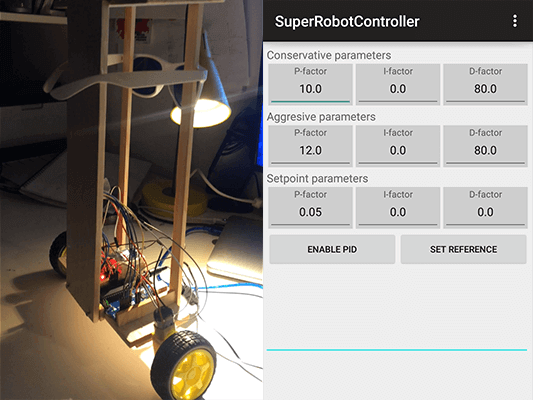 SuperRobotController
Conservative parameters
P-factor I-factor D-factor
10.0 0.0 80.0
Aggresive parameters
P-factor I-factor D-factor
12.0 0.0 80.0
Setpoint parameters
P-factor I-factor D-factor
0.05 0.0 0.0
ENABLE PID SET REFERENCE